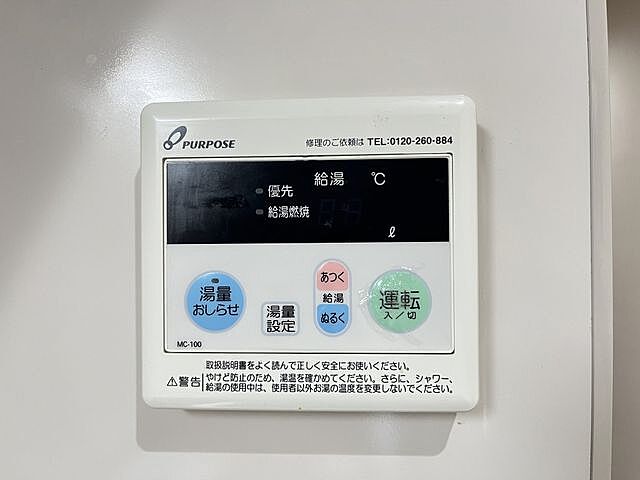 PURPOSE
修理のご依頼は TEL:0120-260-884
給湯 ℃
優先
給湯燃焼
ℓ
湯量
おしらせ
湯量
設定
あつく
給湯
ぬるく
運転
入/切
MC-100
取扱説明書をよく読んで正しく安全にお使いください。
⚠警告 やけど防止のため、湯温を確かめてください。さらに、シャワー、
給湯の使用中は、使用者以外お湯の温度を変更しないでください。